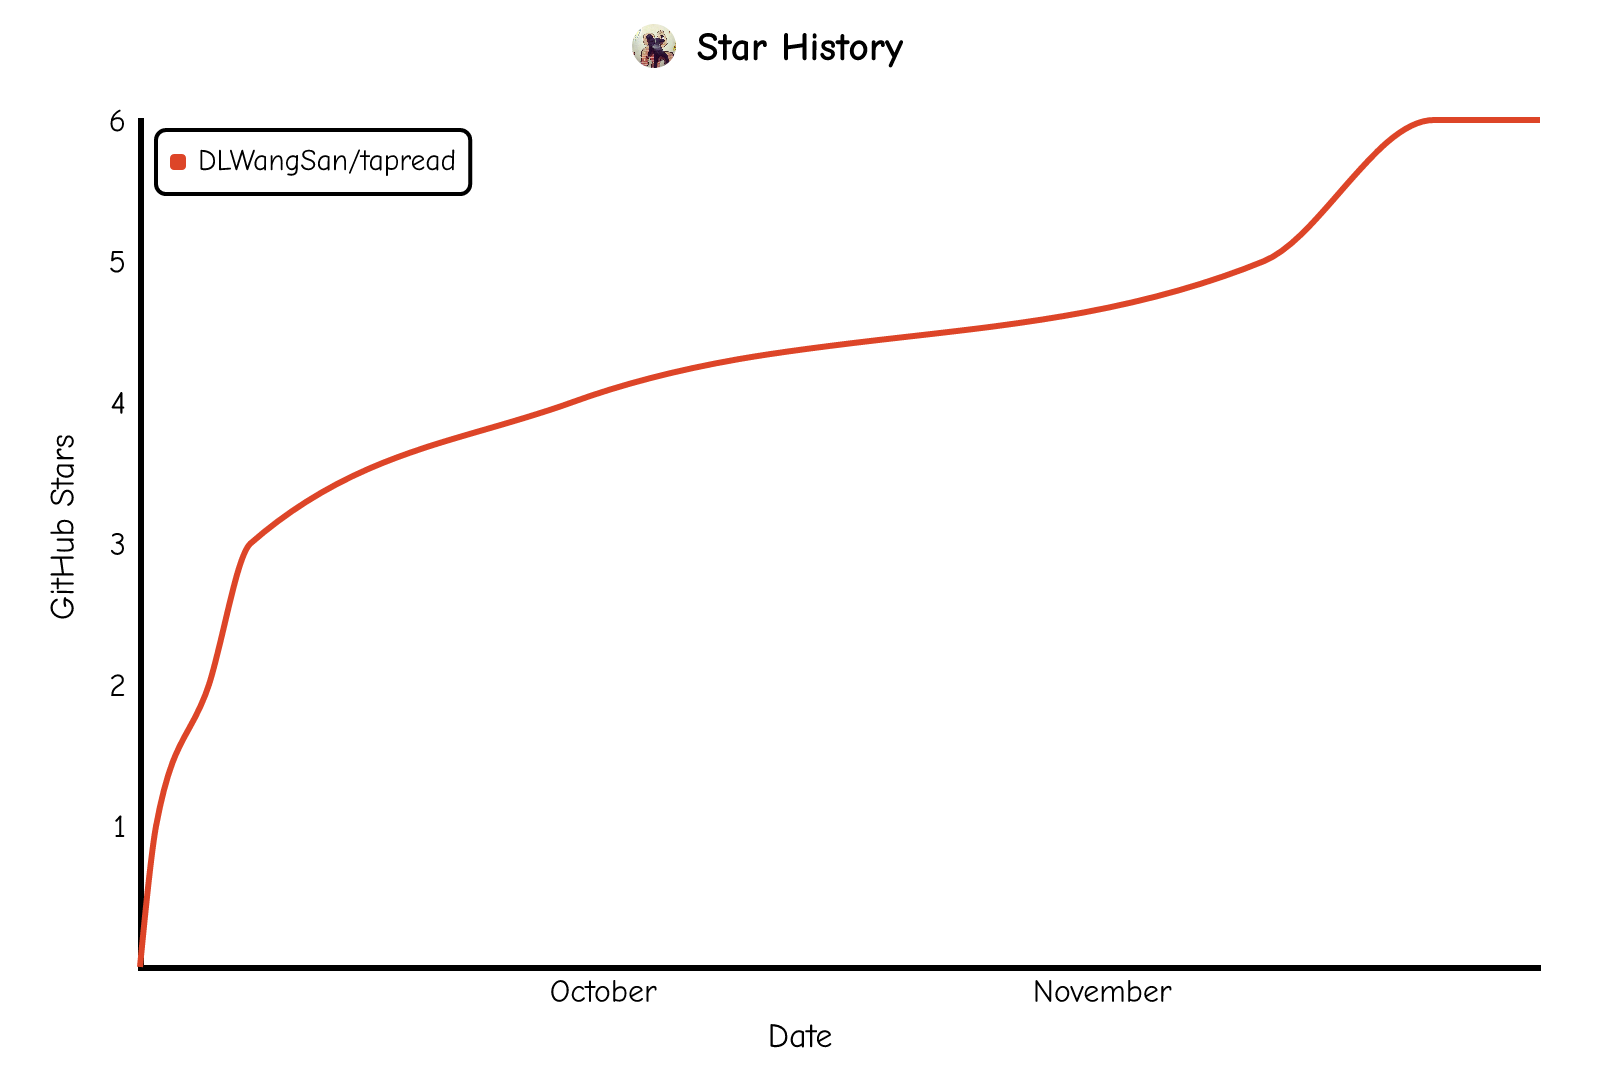 Star History
DLWangSan/tapread
6
5
4
3
2
1
GitHub Stars
October November
Date